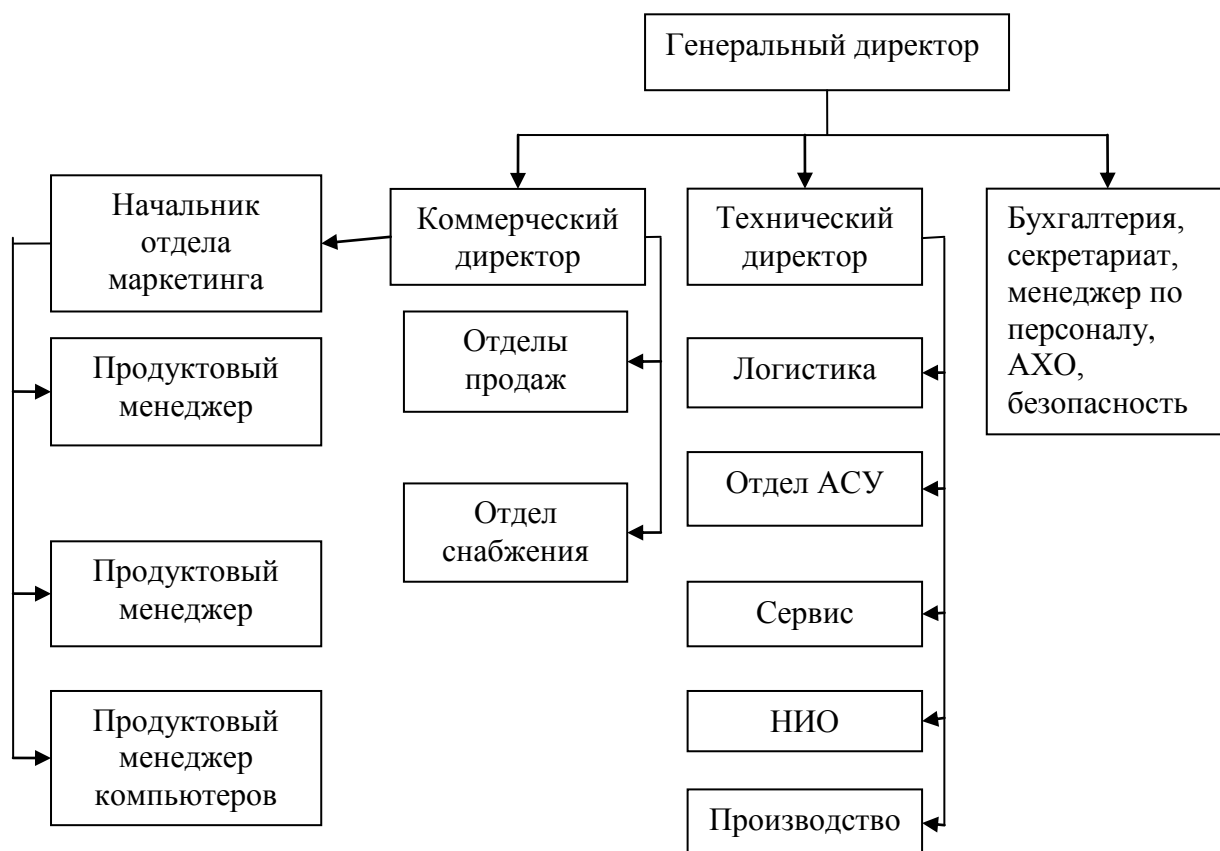 Генеральный директор
Начальник
отдела
маркетинга
Коммерческий
директор
Технический
директор
Бухгалтерия,
секретариат,
менеджер по
персоналу,
АХО,
безопасность
Продуктовый
менеджер
Отделы
продаж
Логистика
Отдел АСУ
Отдел
снабжения
Продуктовый
менеджер
Сервис
Продуктовый
менеджер
компьютеров
НИО
Производство